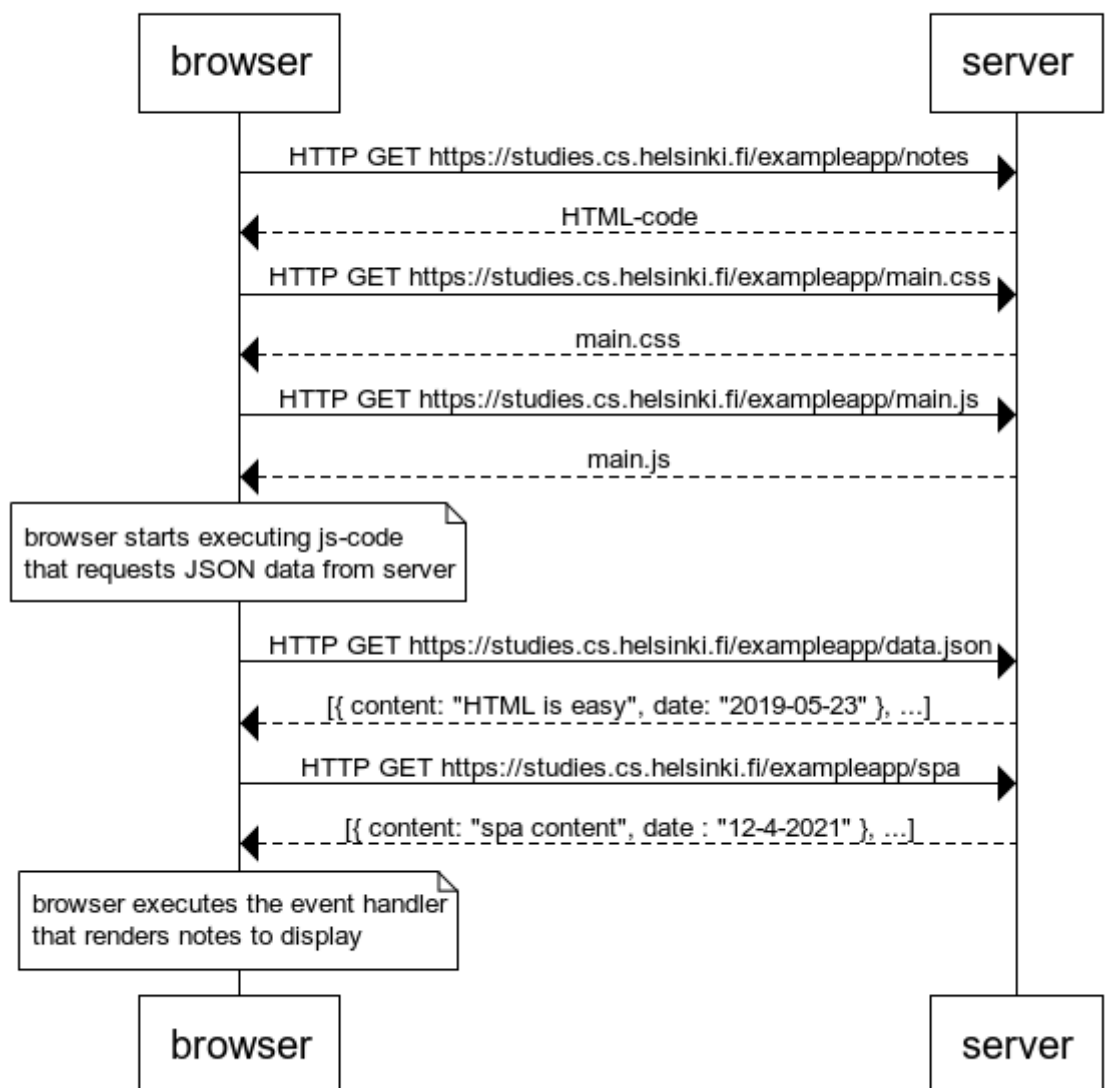 browser
server
HTTP GET https://studies.cs.helsinki.fi/exampleapp/notes
HTML-code
HTTP GET https://studies.cs.helsinki.fi/exampleapp/main.css
main.css
HTTP GET https://studies.cs.helsinki.fi/exampleapp/main.js
main.js
browser starts executing js-code
that requests JSON data from server
HTTP GET https://studies.cs.helsinki.fi/exampleapp/data.json
[{ content: "HTML is easy", date: "2019-05-23" }, ...]
HTTP GET https://studies.cs.helsinki.fi/exampleapp/spa
[{ content: "spa content", date : "12-4-2021" }, ...]
browser executes the event handler
that renders notes to display
browser
server